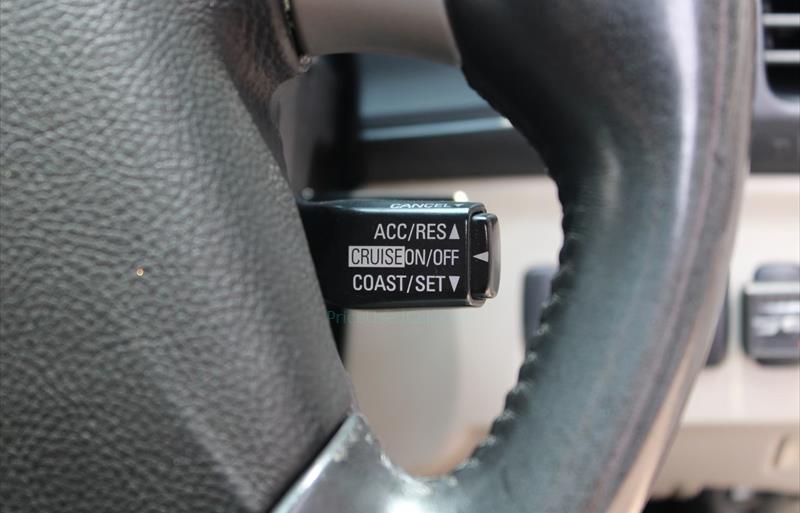 CANCEL▼
ACC/RES▲
CRUISE ON/OFF ◀
COAST/SET▼